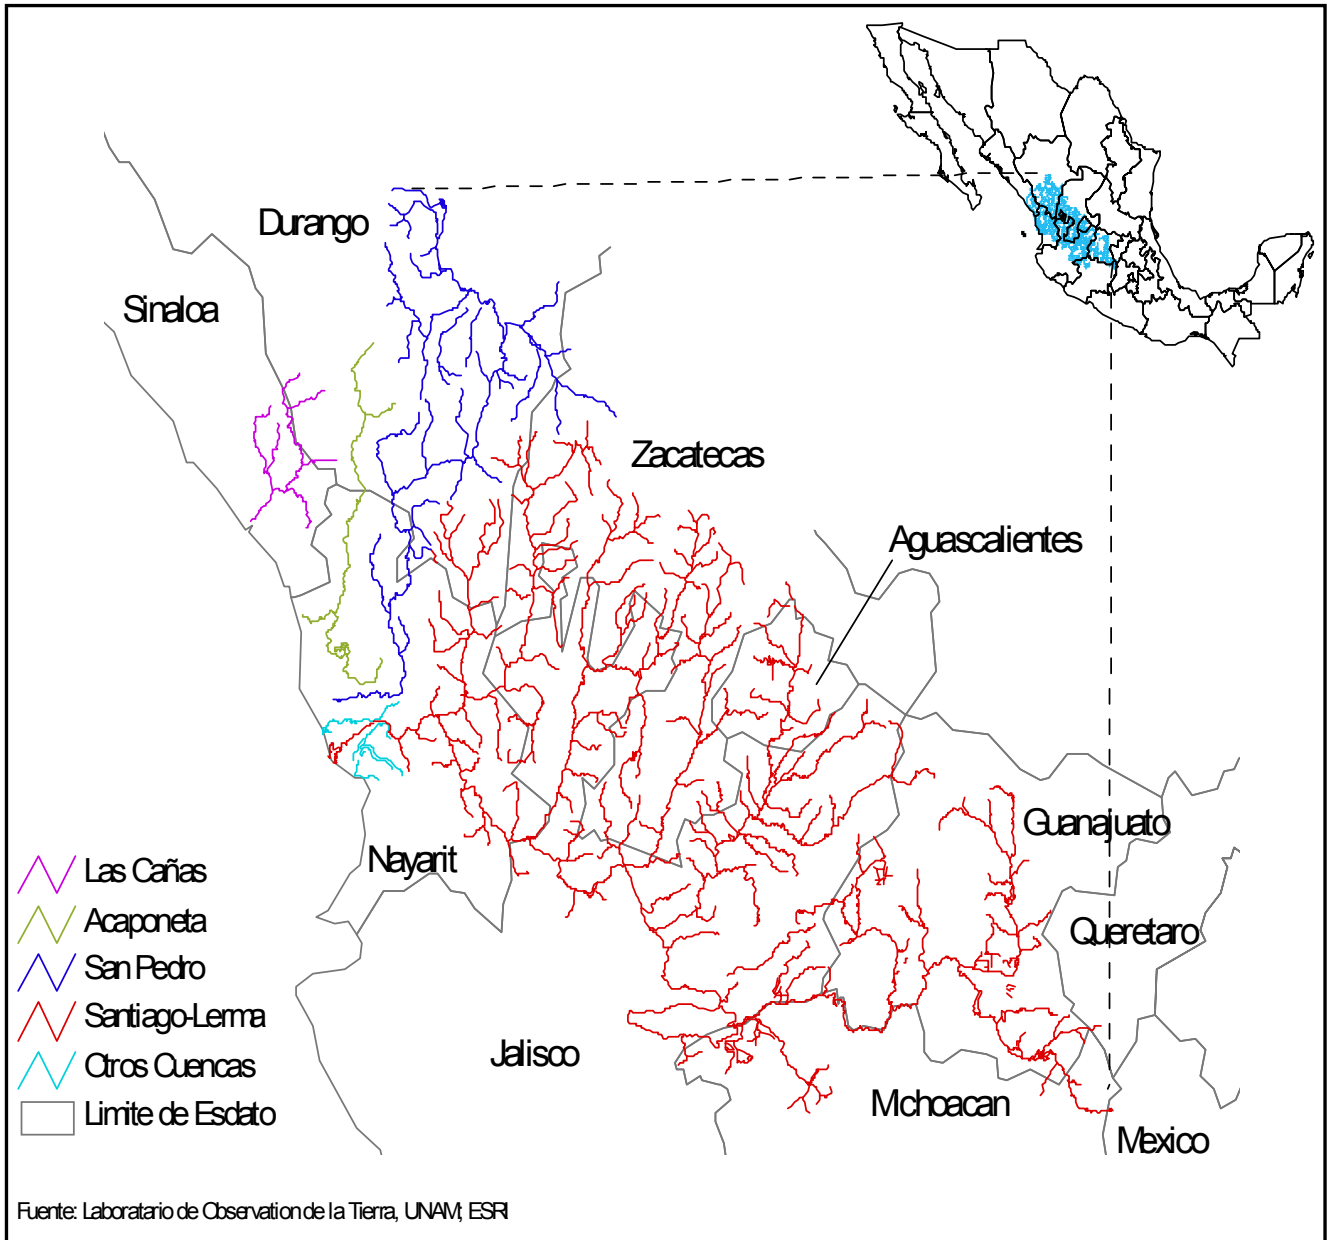 Durango
Sinaloa
Zacatecas
Aguascalientes
Guanajuato
Nayarit
Queretaro
Jalisco
Mchoacan
Mexico
Las Cañas
Acaponeta
San Pedro
Santiago-Lerma
Otros Cuencas
Limite de Esdato
Fuente: Laboratario de Observation de la Tierra, UNAM; ESRI